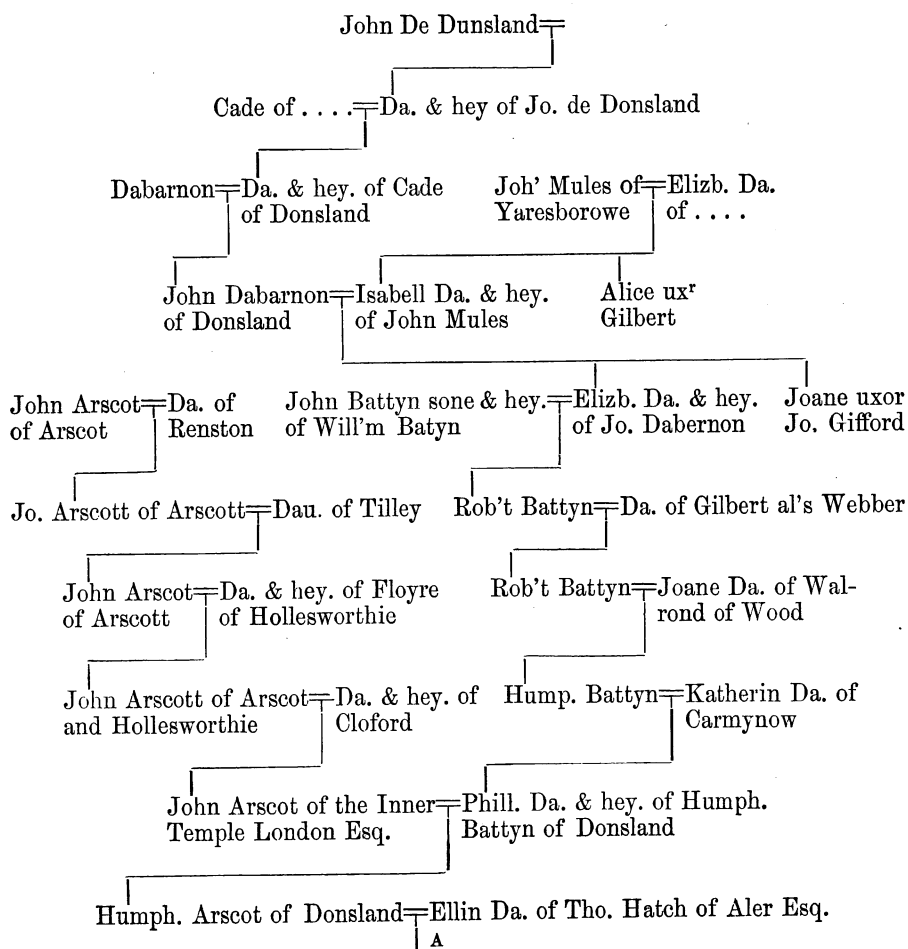 John De Dunsland=
Cade of . . . .=Da. & hey of Jo. de Donsland
Dabarnon=Da. & hey. of Cade
of Donsland
Joh' Mules of=Elizb. Da.
Yaresborowe of . . . .
John Dabarnon=Isabell Da. & hey.
of Donsland of John Mules
Alice uxʳ
Gilbert
John Arscot=Da. of
of Arscot Renston
John Battyn sone & hey.=Elizb. Da. & hey.
of Will'm Batyn of Jo. Dabernon
Joane uxor
Jo. Gifford
Jo. Arscott of Arscott=Dau. of Tilley
Rob't Battyn=Da. of Gilbert al's Webber
John Arscot=Da. & hey. of Floyre
of Arscott of Hollesworthie
Rob't Battyn=Joane Da. of Wal-
rond of Wood
John Arscott of Arscot=Da. & hey. of
and Hollesworthie Cloford
Hump. Battyn=Katherin Da. of
Carmynow
John Arscot of the Inner=Phill. Da. & hey. of Humph.
Temple London Esq. Battyn of Donsland
Humph. Arscot of Donsland=Ellin Da. of Tho. Hatch of Aler Esq.
A